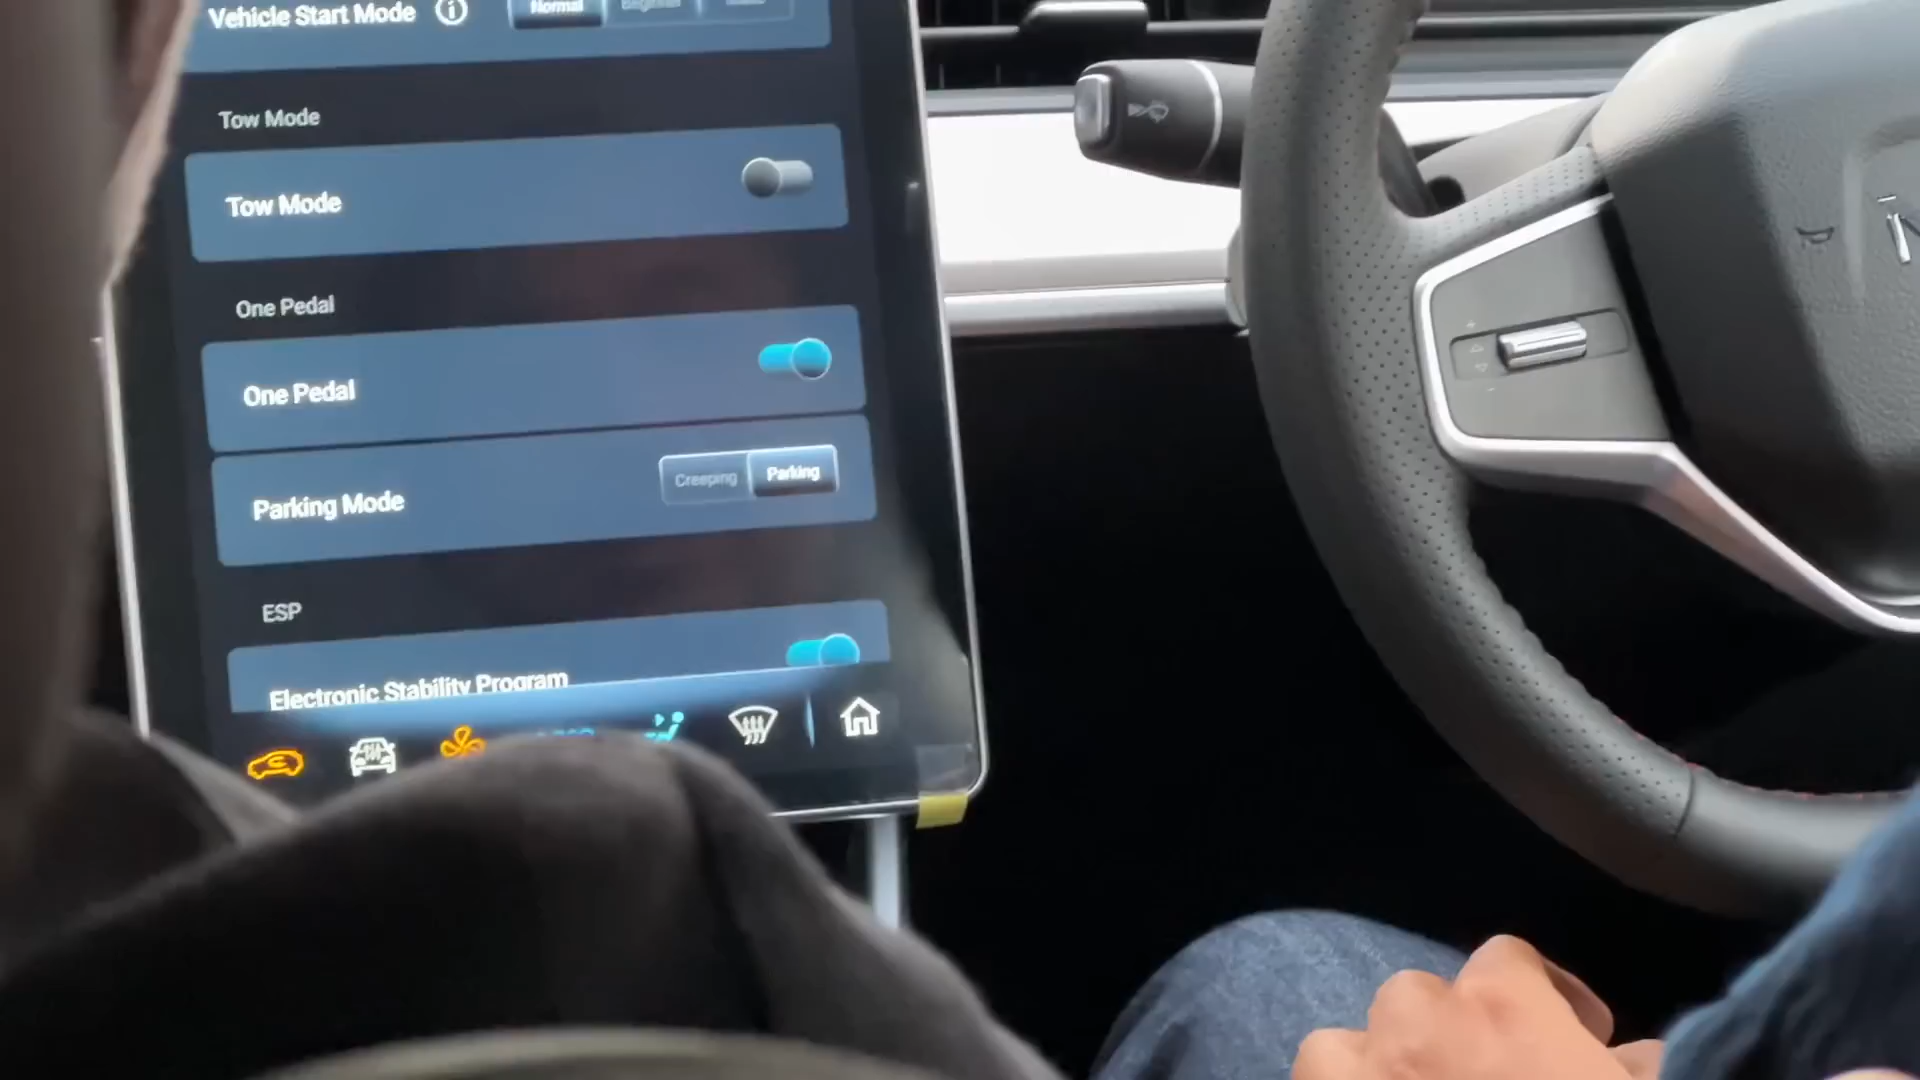 Vehicle Start Mode
Normal
Tow Mode
Tow Mode
One Pedal
One Pedal
Parking Mode
Creeping
Parking
ESP
Electronic Stability Program